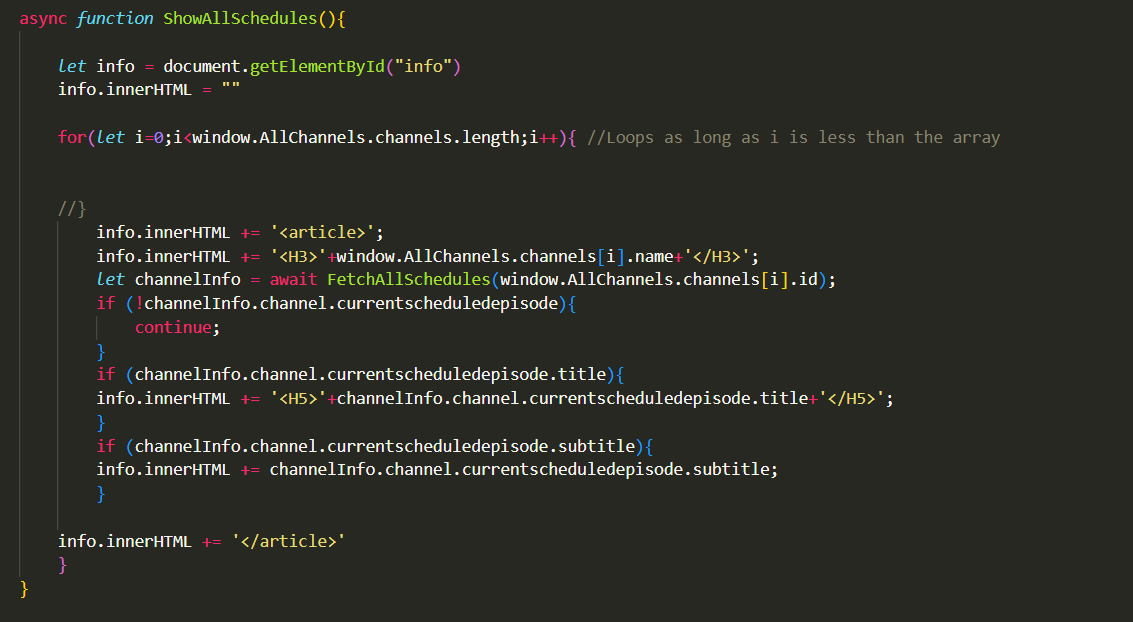 async function ShowAllSchedules(){
let info = document.getElementById("info")
info.innerHTML = ""
for(let i=0;i<window.AllChannels.channels.length;i++){ //Loops as long as i is less than the array
//}
info.innerHTML += '<article>';
info.innerHTML += '<H3>'+window.AllChannels.channels[i].name+'</H3>';
let channelInfo = await FetchAllSchedules(window.AllChannels.channels[i].id);
if (!channelInfo.channel.currentscheduledepisode){
continue;
}
if (channelInfo.channel.currentscheduledepisode.title){
info.innerHTML += '<H5>'+channelInfo.channel.currentscheduledepisode.title+'</H5>';
}
if (channelInfo.channel.currentscheduledepisode.subtitle){
info.innerHTML += channelInfo.channel.currentscheduledepisode.subtitle;
}
info.innerHTML += '</article>'
}
}